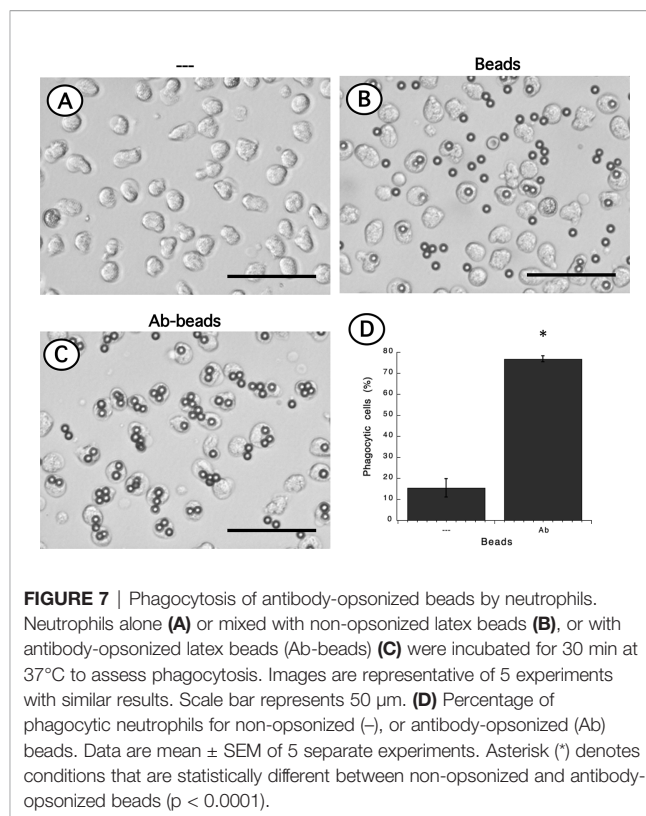 ---
Beads
A
B
Ab-beads
C
D
*
80
70
60
50
40
30
20
10
0
Phagocytic cells (%)
---
Ab
Beads
FIGURE 7 | Phagocytosis of antibody-opsonized beads by neutrophils.
Neutrophils alone (A) or mixed with non-opsonized latex beads (B), or with
antibody-opsonized latex beads (Ab-beads) (C) were incubated for 30 min at
37°C to assess phagocytosis. Images are representative of 5 experiments
with similar results. Scale bar represents 50 μm. (D) Percentage of
phagocytic neutrophils for non-opsonized (–), or antibody-opsonized (Ab)
beads. Data are mean ± SEM of 5 separate experiments. Asterisk (*) denotes
conditions that are statistically different between non-opsonized and antibody-
opsonized beads (p < 0.0001).